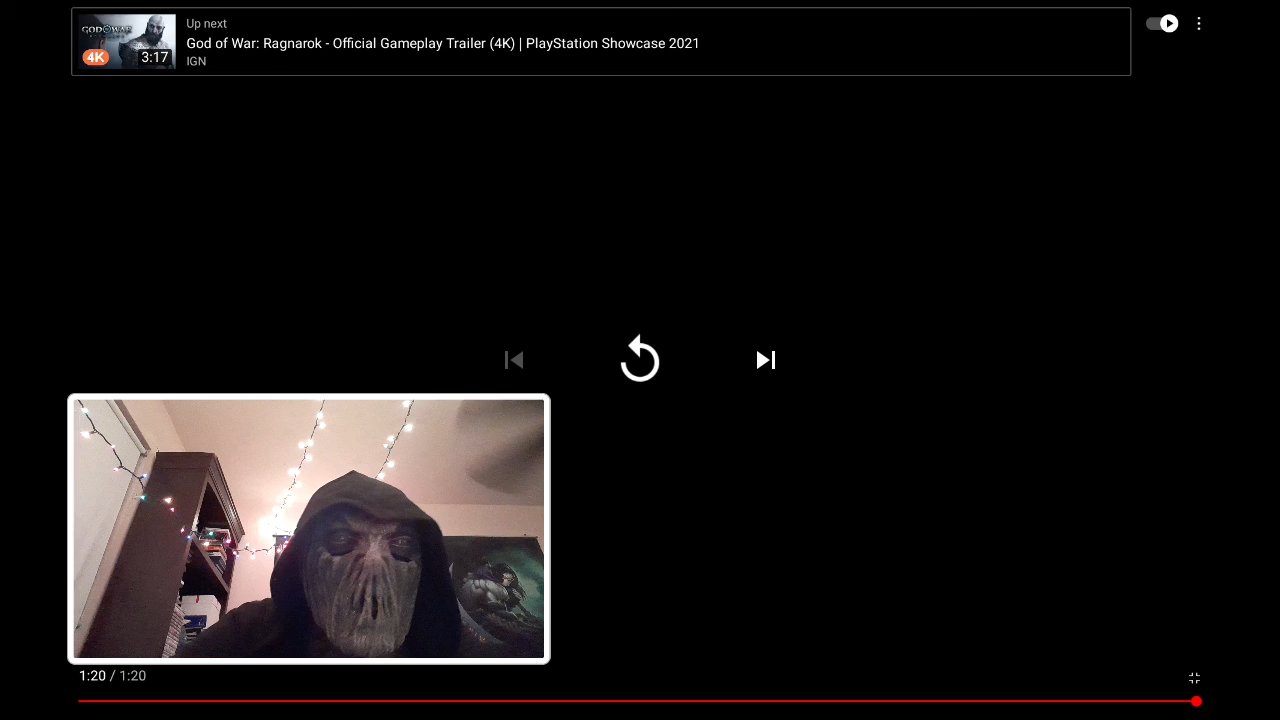 GOD OF WAR
4K
3:17
Up next
God of War: Ragnarok - Official Gameplay Trailer (4K) | PlayStation Showcase 2021
IGN
1:20 / 1:20